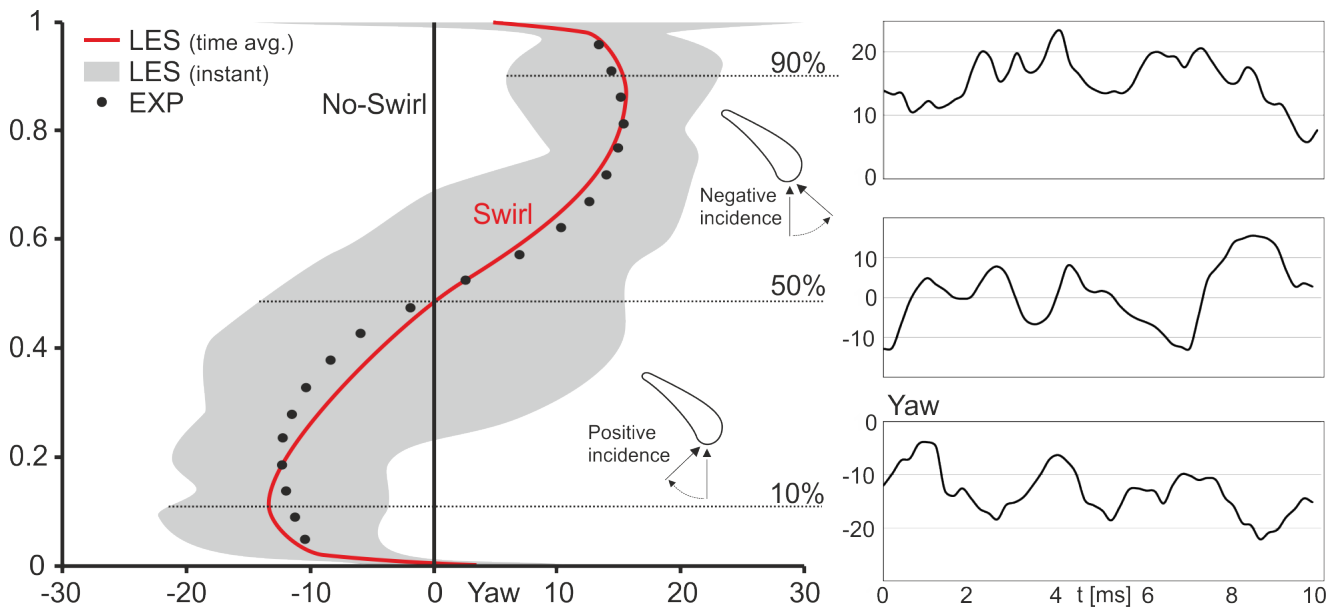 1
LES (time avg.)
LES (instant)
EXP
No-Swirl
90%
0.8
Negative
incidence
Swirl
0.6
50%
0.4
Positive
incidence
0.2
10%
0
-30
-20
-10
0
Yaw
10
20
30
20
10
0
10
0
-10
Yaw
0
-10
-20
0
2
4
t [ms]
6
8
10